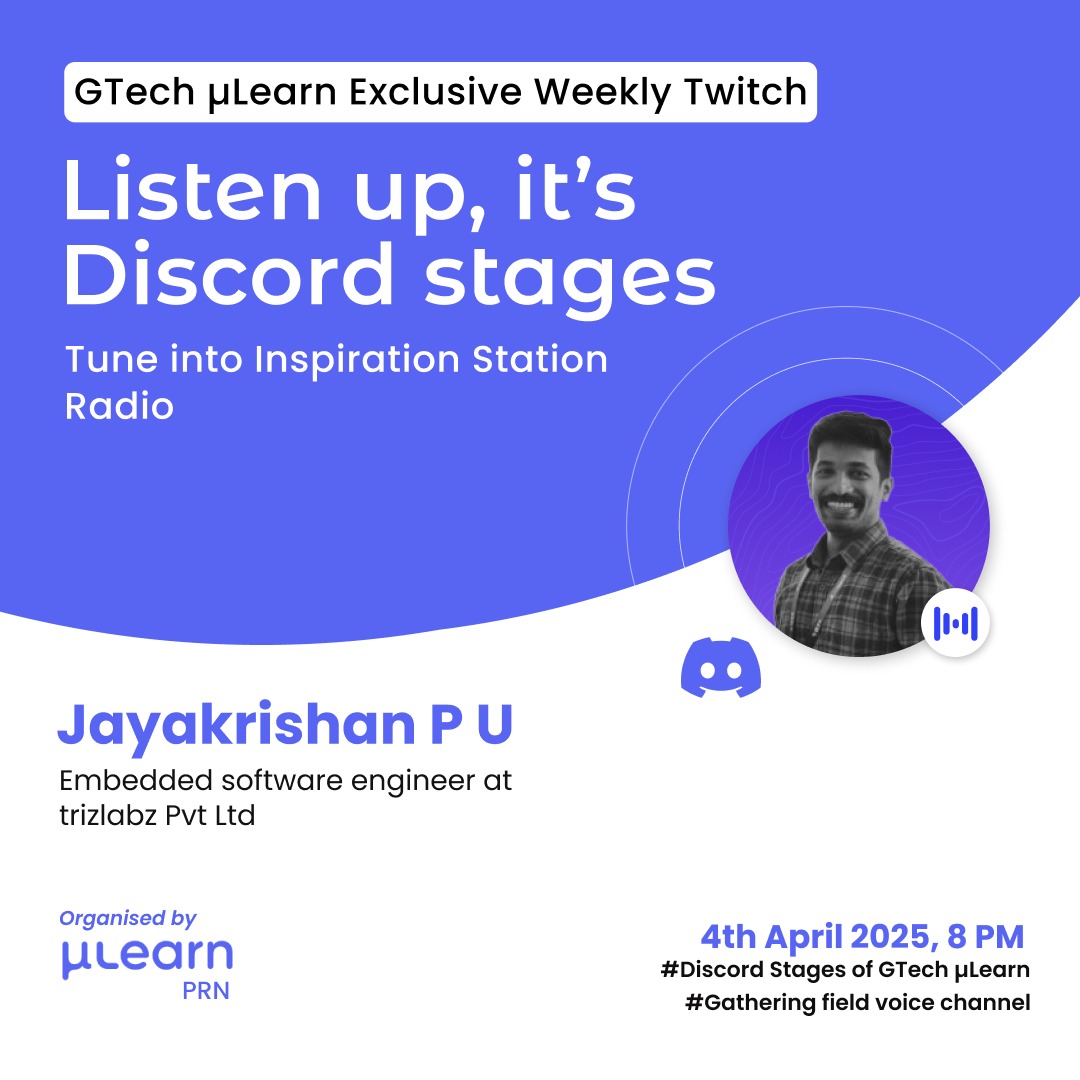 GTech µLearn Exclusive Weekly Twitch
Listen up, it’s
Discord stages
Tune into Inspiration Station
Radio
Jayakrishan P U
Embedded software engineer at
trizlabz Pvt Ltd
Organised by
µLearn
PRN
4th April 2025, 8 PM
#Discord Stages of GTech µLearn
#Gathering field voice channel